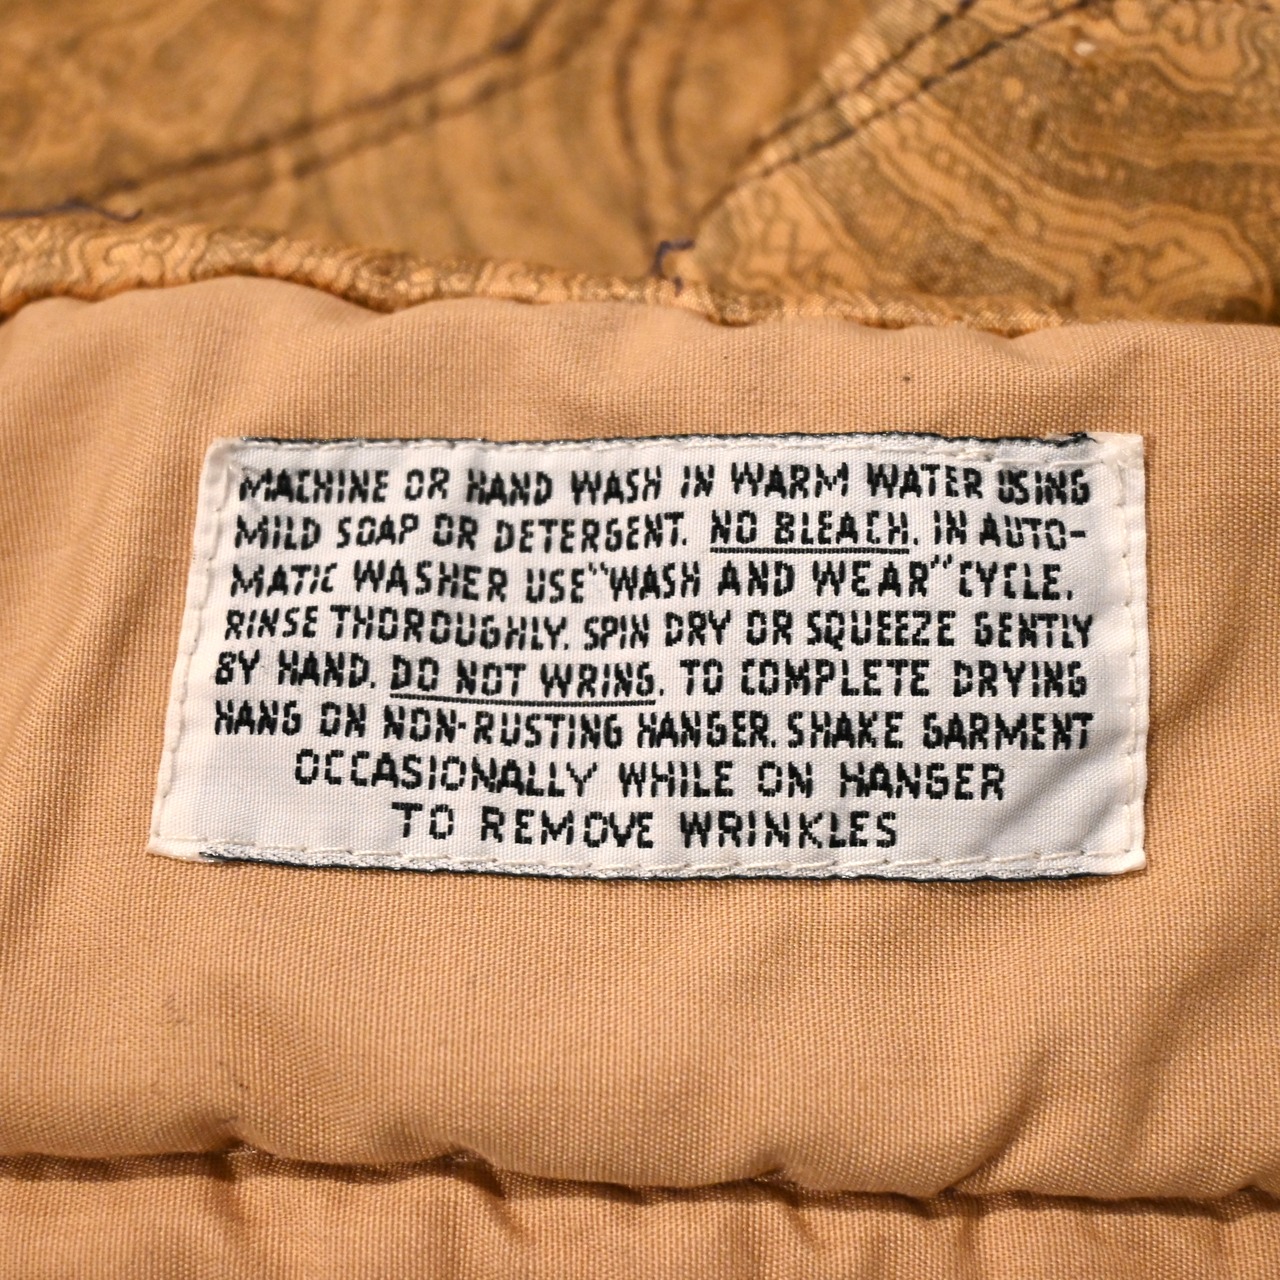 MACHINE OR HAND WASH IN WARM WATER USING
MILD SOAP OR DETERGENT. NO BLEACH. IN AUTO-
MATIC WASHER USE "WASH AND WEAR" CYCLE.
RINSE THOROUGHLY. SPIN DRY OR SQUEEZE GENTLY
BY HAND. DO NOT WRING. TO COMPLETE DRYING
HANG ON NON-RUSTING HANGER. SHAKE GARMENT
OCCASIONALLY WHILE ON HANGER
TO REMOVE WRINKLES